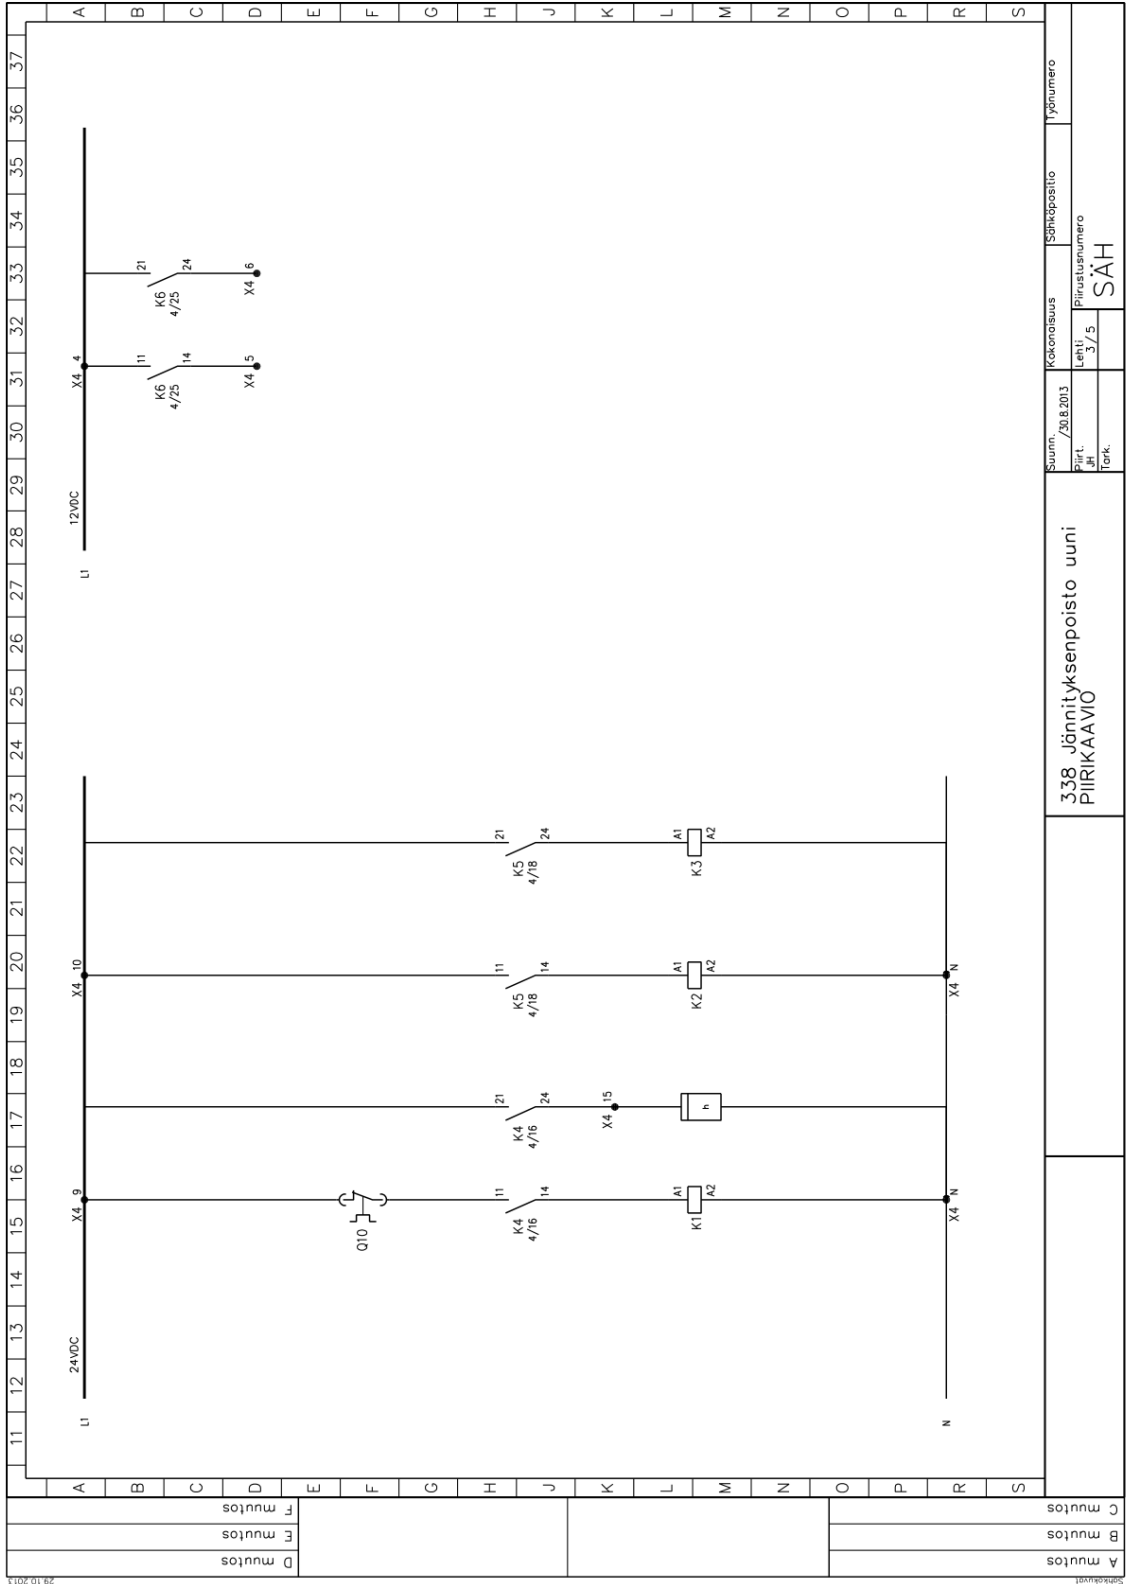 11 12 13 14 15 16 17 18 19 20 21 22 23 24 25 26 27 28 29 30 31 32 33 34 35 36 37
A
B
C
D
E
F
G
H
J
K
L
M
N
O
P
R
S
A
B
C
D
E
F
G
H
J
K
L
M
N
O
P
R
S
L1
24VDC
X4 9
X4 10
L1
12VDC
X4 4
11
K6
4/25
14
X4 5
21
K6
4/25
24
X4 6
Q10
11
K4
4/16
14
21
K4
4/16
24
X4 15
11
K5
4/18
14
21
K5
4/18
24
A1
K1
A2
h
A1
K2
A2
A1
K3
A2
N
X4 N
X4 N
338 Jännityksenpoisto uuni
PIIRIKAAVIO
Suunn.
/30.8.2013
Piirt.
JH
Tark.
Kokonaisuus
Sähköpositio
Työnumero
Lehti
3/5
Piirustusnumero
SÄH
A muutos
B muutos
C muutos
D muutos
E muutos
F muutos
Sähkökuvat
29.10.2013